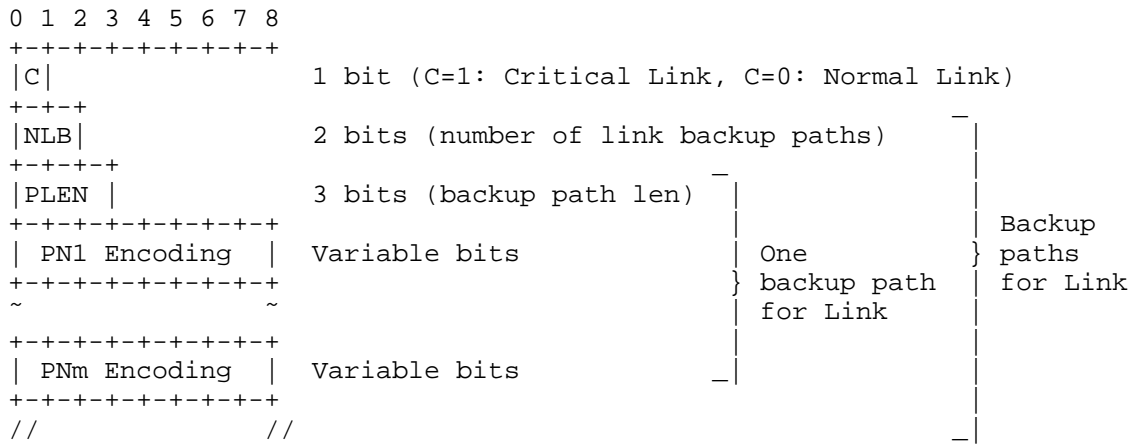 0 1 2 3 4 5 6 7 8
+-+-+-+-+-+-+-+-+
|C|                1 bit (C=1: Critical Link, C=0: Normal Link)
+-+-+                                                      _
|NLB|              2 bits (number of link backup paths)     |
+-+-+-+                                     _               |
|PLEN |            3 bits (backup path len)  |              |
+-+-+-+-+-+-+-+-+                            |              | Backup
| PN1 Encoding  |  Variable bits             | One          } paths
+-+-+-+-+-+-+-+-+                            } backup path  | for Link
~               ~                            | for Link     |
+-+-+-+-+-+-+-+-+                            |              |
| PNm Encoding  |  Variable bits            _|              |
+-+-+-+-+-+-+-+-+                                           |
//              //                                         _|